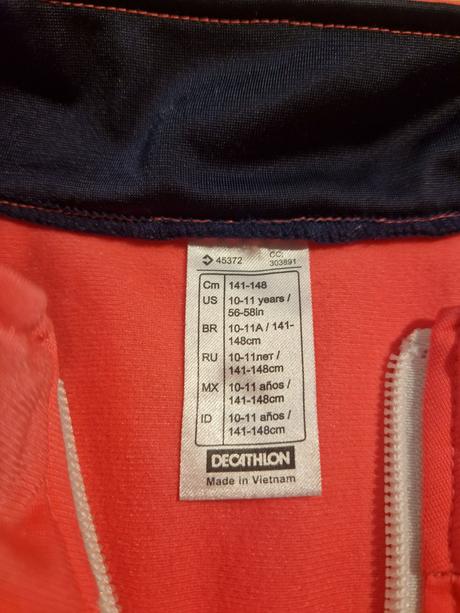 45372 CC:
303891
Cm 141-148
US 10-11 years /
56-58in
BR 10-11A / 141-
148cm
RU 10-11лет /
141-148cm
MX 10-11 años /
141-148cm
ID 10-11 años /
141-148cm
DECATHLON
Made in Vietnam